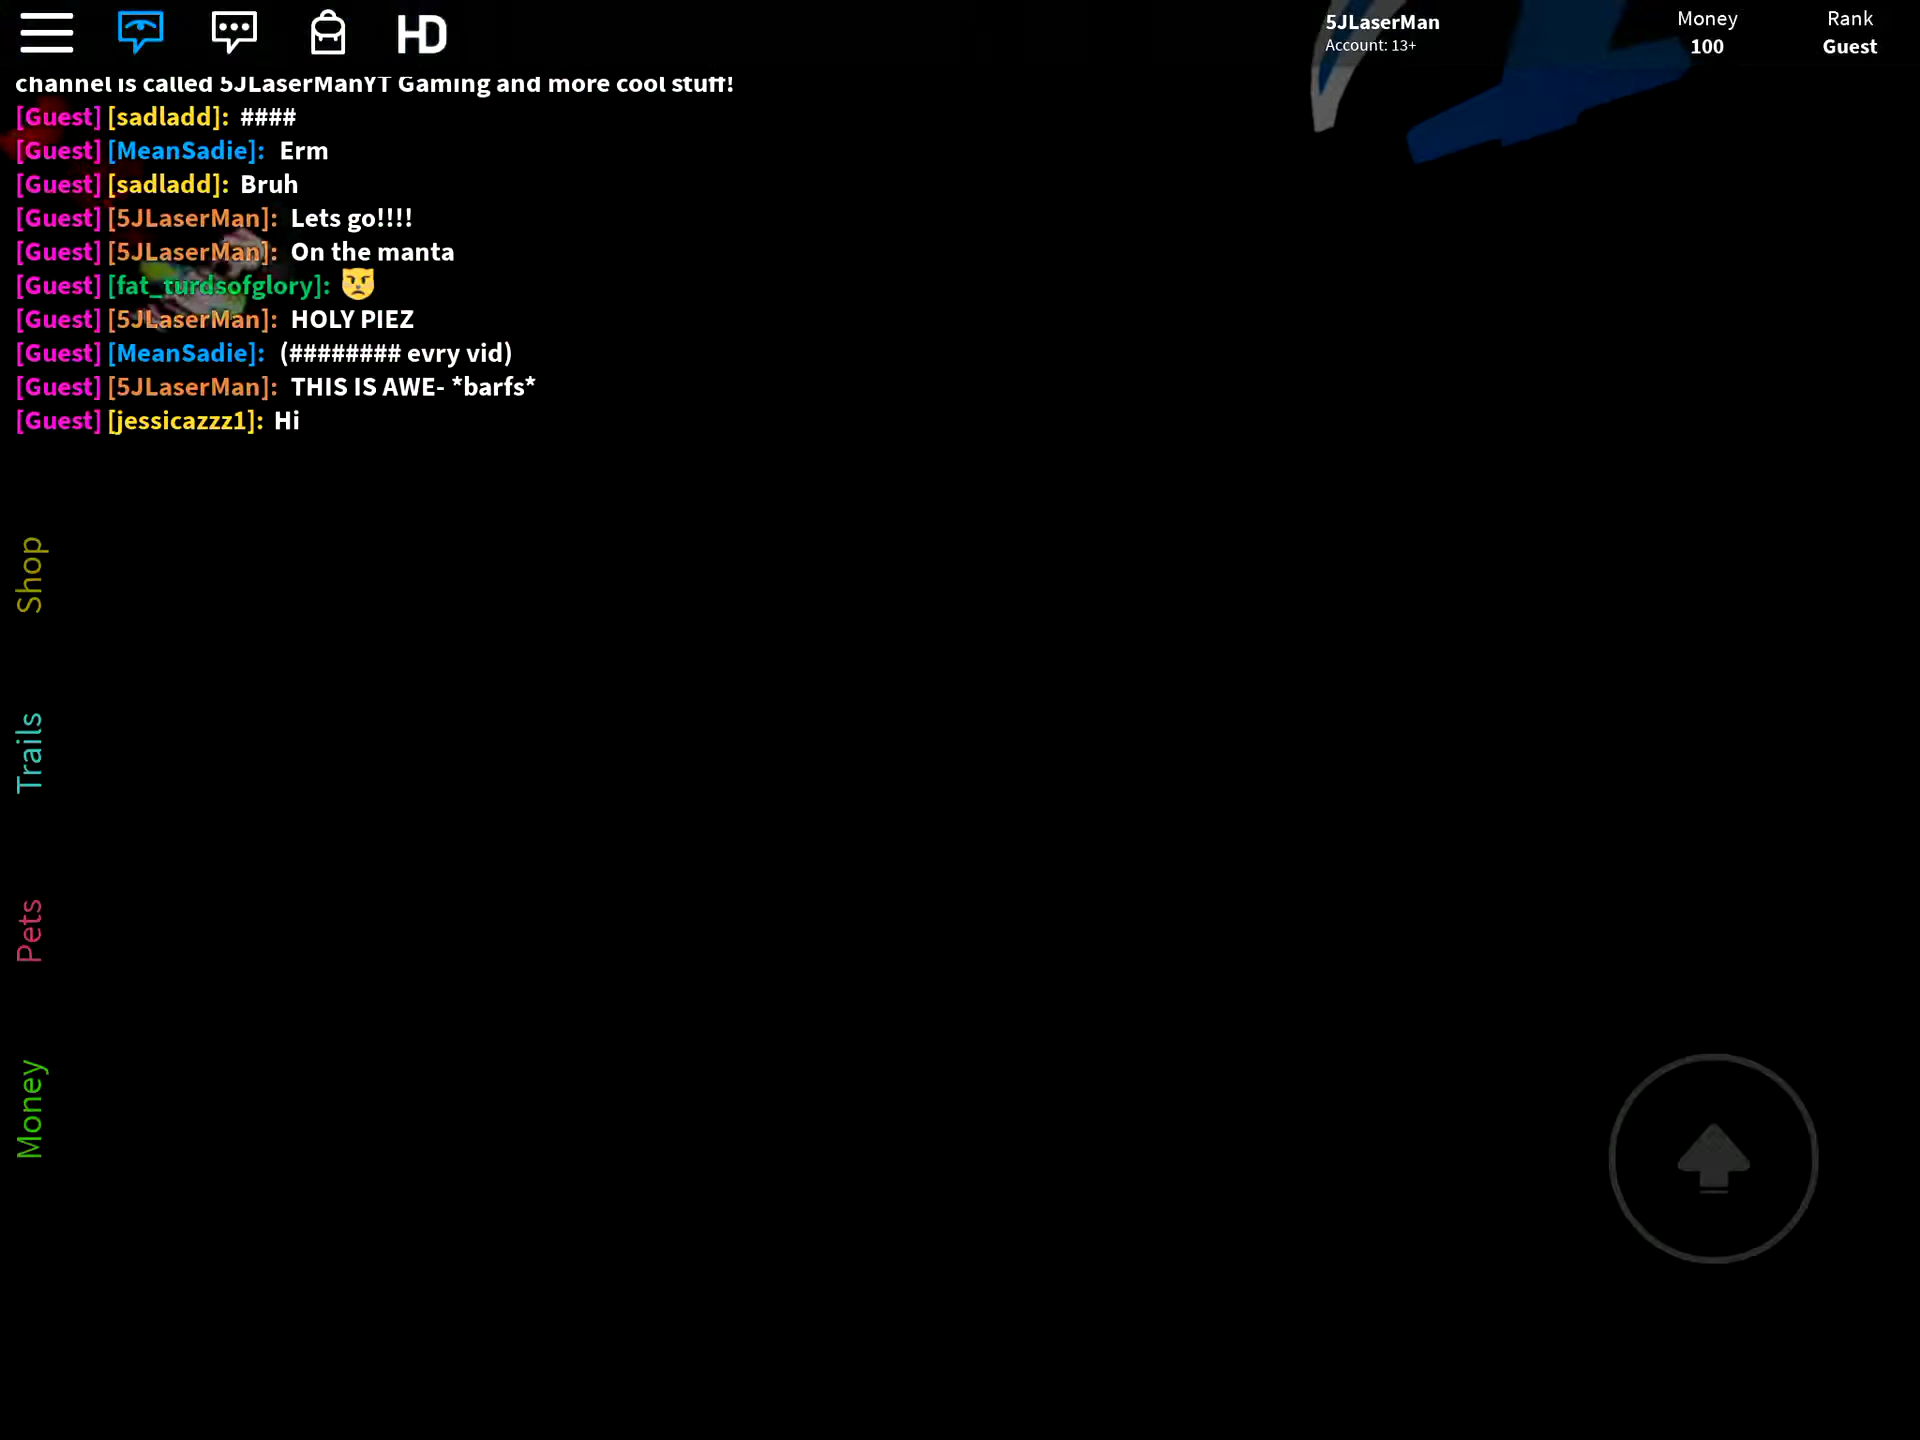 HD
5JLaserMan
Account: 13+
Money
100
Rank
Guest
channel is called 5JLaserManYT Gaming and more cool stuff!
[Guest] [sadladd]: ####
[Guest] [MeanSadie]: Erm
[Guest] [sadladd]: Bruh
[Guest] [5JLaserMan]: Lets go!!!!
[Guest] [5JLaserMan]: On the manta
[Guest] [fat_turdsofglory]: 😾
[Guest] [5JLaserMan]: HOLY PIEZ
[Guest] [MeanSadie]: (######## evry vid)
[Guest] [5JLaserMan]: THIS IS AWE- *barfs*
[Guest] [jessicazzz1]: Hi
Shop
Trails
Pets
Money